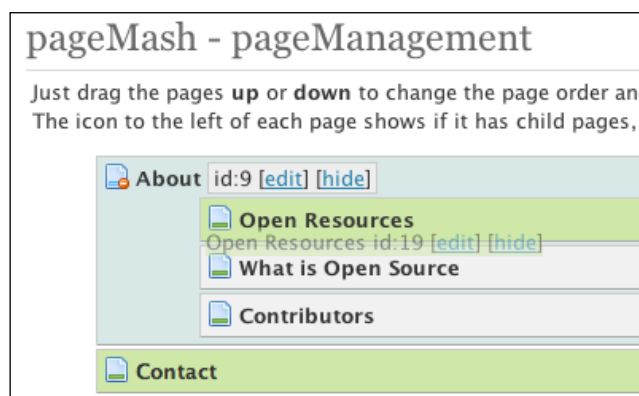 pageMash - pageManagement
Just drag the pages up or down to change the page order an
The icon to the left of each page shows if it has child pages,
About id:9 [edit] [hide]
Open Resources
Open Resources id:19 [edit] [hide]
What is Open Source
Contributors
Contact